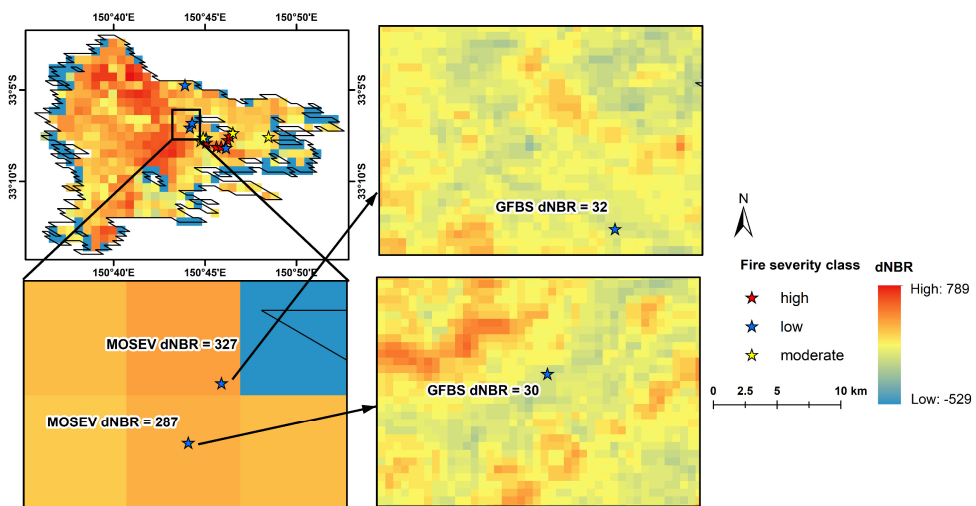 150°40'E 150°45'E 150°50'E
33°5'S
33°5'S
33°10'S
33°10'S
150°40'E 150°45'E 150°50'E
GFBS dNBR = 32
MOSEV dNBR = 327
MOSEV dNBR = 287
GFBS dNBR = 30
N
Fire severity class
high
low
moderate
0 2.5 5 10 km
dNBR
High: 789
Low: -529